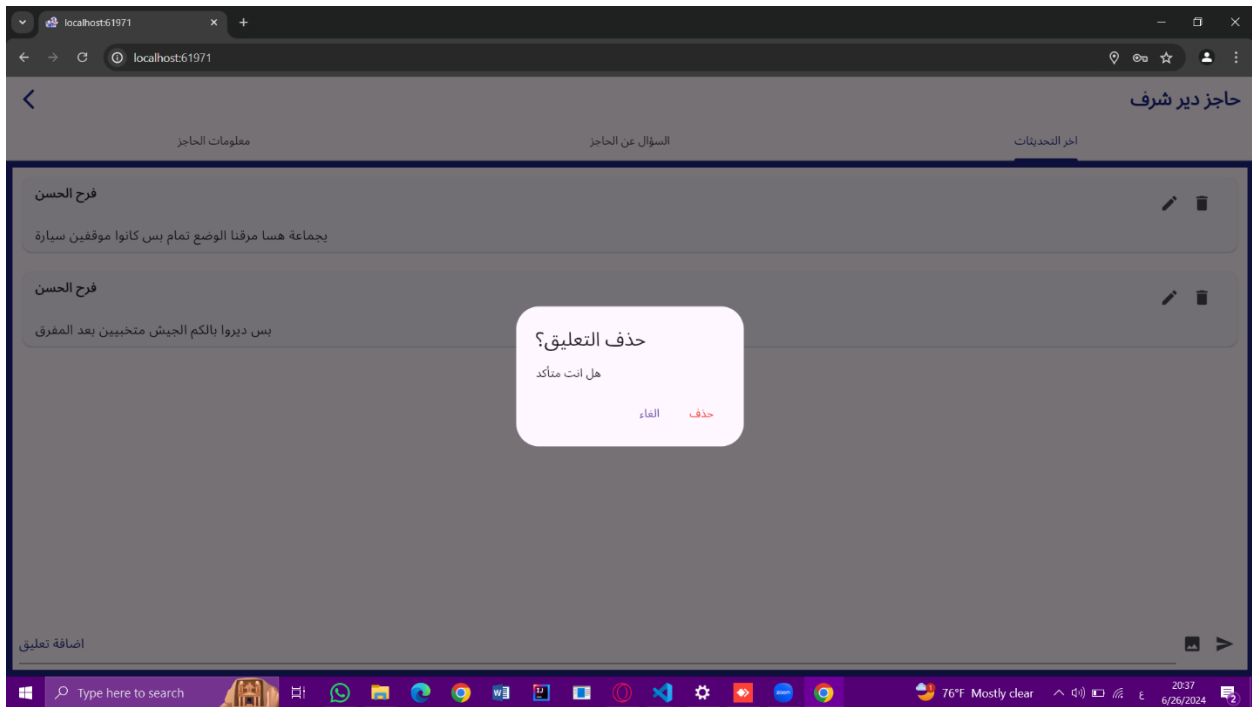 localhost:61971
localhost:61971
حاجز دير شرف
اخر التحديثات
السؤال عن الحاجز
معلومات الحاجز
فرح الحسن
يجماعة هسا مرقنا الوضع تمام بس كانوا موقفين سيارة
فرح الحسن
بس ديروا بالكم الجيش متخبيين بعد المفرق
حذف التعليق؟
هل انت متأكد
حذف
الغاء
اضافة تعليق
Type here to search
zoom
76°F Mostly clear
ع
20:37
6/26/2024
2